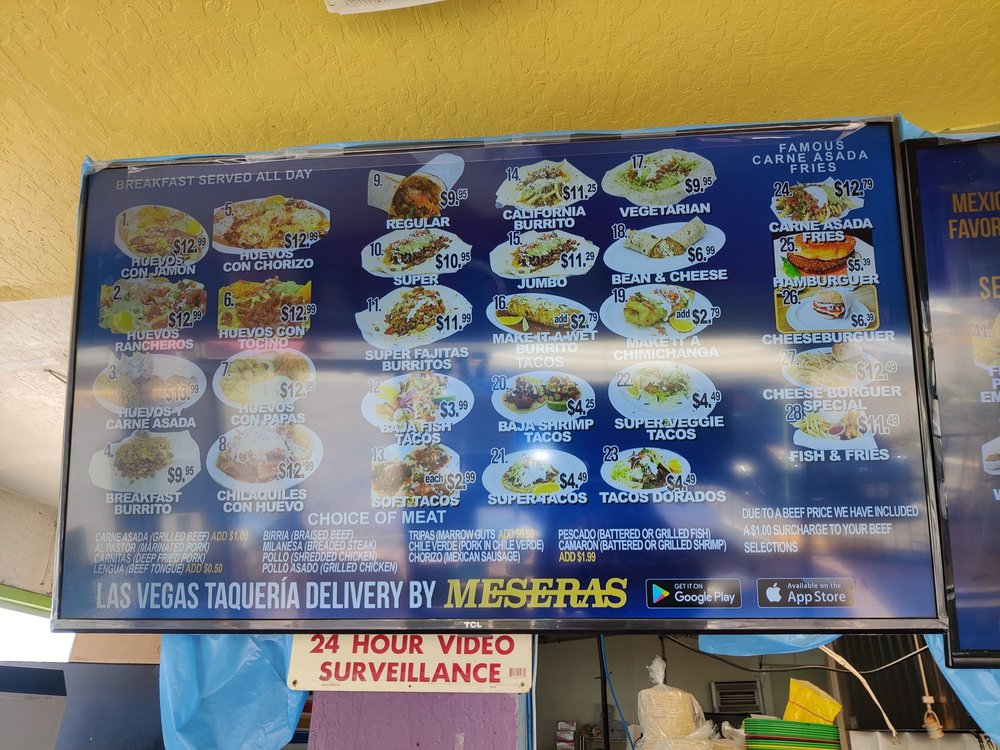 BREAKFAST SERVED ALL DAY
1. $12.99
HUEVOS
CON JAMON
5. $12.99
HUEVOS
CON CHORIZO
2. $12.99
HUEVOS
RANCHEROS
6. $12.99
HUEVOS CON
TOCINO
3. $13.99
HUEVOS Y
CARNE ASADA
7. $12.99
HUEVOS
CON PAPAS
4. $9.95
BREAKFAST
BURRITO
8. $12.99
CHILAQUILES
CON HUEVO
9. $9.95
REGULAR
14. $11.25
CALIFORNIA
BURRITO
17. $9.95
VEGETARIAN
10. $10.95
SUPER
15. $11.29
JUMBO
18. $6.99
BEAN & CHEESE
11. $11.99
SUPER FAJITAS
BURRITOS
16. add $2.79
MAKE IT A WET
BURRITO
19. add $2.79
MAKE IT A
CHIMICHANGA
TACOS
12. $3.99
BAJA FISH
TACOS
20. $4.25
BAJA SHRIMP
TACOS
22. $4.49
SUPER VEGGIE
TACOS
13. each $2.99
SOFT TACOS
21. $4.49
SUPER TACOS
23. $4.49
TACOS DORADOS
FAMOUS
CARNE ASADA
FRIES
24. $12.79
CARNE ASADA
FRIES
25. $5.39
HAMBURGUER
26. $6.39
CHEESEBURGUER
27. $12.49
CHEESE BURGUER
SPECIAL
28. $11.49
FISH & FRIES
CHOICE OF MEAT
CARNE ASADA (GRILLED BEEF) ADD $1.00
AL PASTOR (MARINATED PORK)
CARNITAS (DEEP FRIED PORK)
LENGUA (BEEF TONGUE) ADD $0.50
BIRRIA (BRAISED BEEF)
MILANESA (BREADED STEAK)
POLLO (SHREDDED CHICKEN)
POLLO ASADO (GRILLED CHICKEN)
TRIPAS (MARROW GUTS ADD $0.50
CHILE VERDE (PORK IN CHILE VERDE)
CHORIZO (MEXICAN SAUSAGE)
PESCADO (BATTERED OR GRILLED FISH)
CAMARON (BATTERED OR GRILLED SHRIMP)
ADD $1.99
DUE TO A BEEF PRICE WE HAVE INCLUDED
A $1.00 SURCHARGE TO YOUR BEEF
SELECTIONS
LAS VEGAS TAQUERÍA DELIVERY BY MESERAS
GET IT ON
Google Play
Available on the
App Store
TCL
24 HOUR VIDEO
SURVEILLANCE
FAVOR
41.